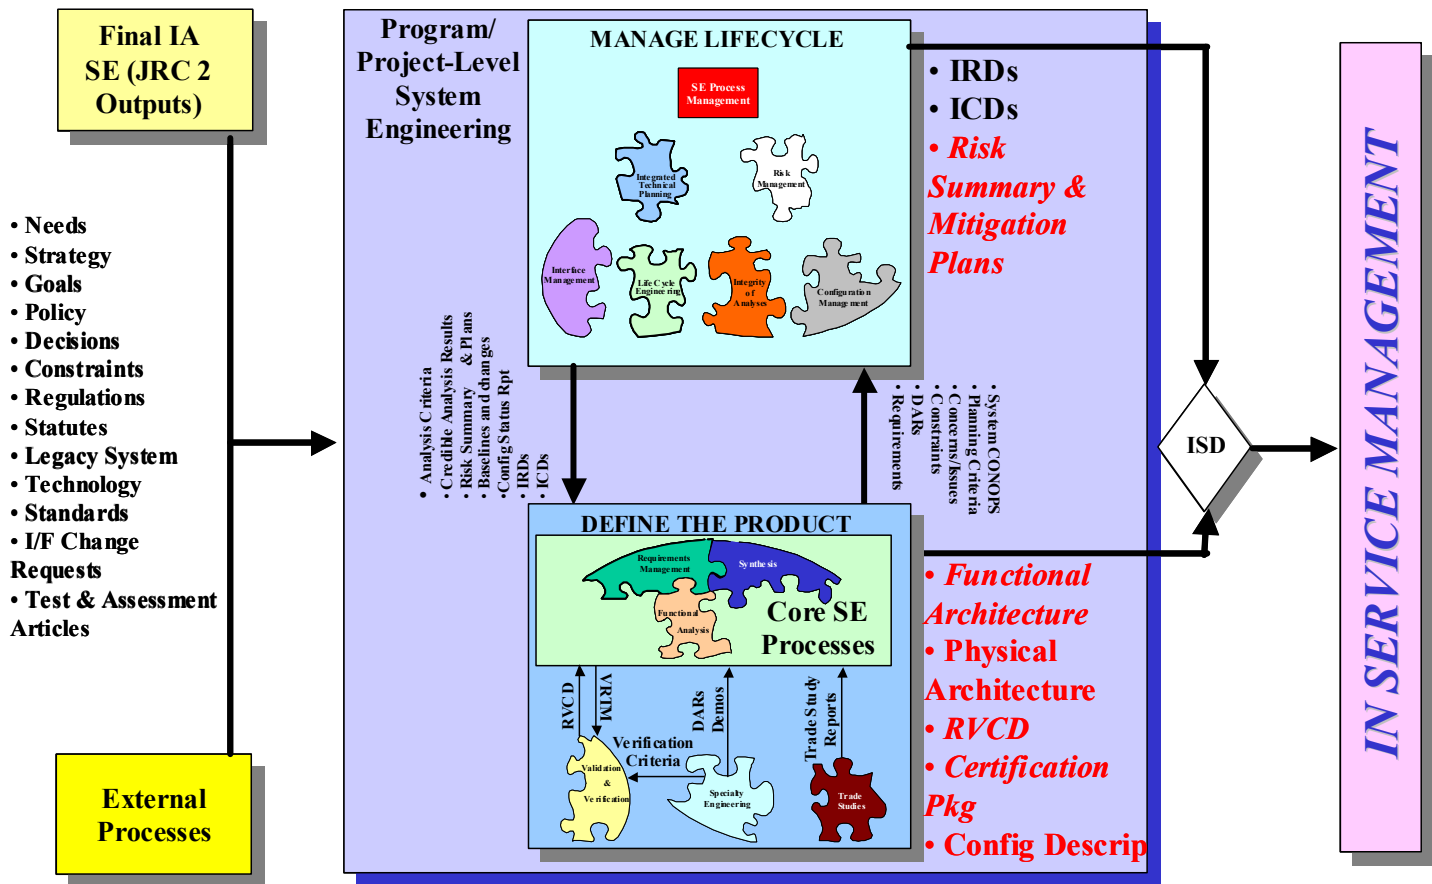 Final IA
SE (JRC 2
Outputs)
• Needs
• Strategy
• Goals
• Policy
• Decisions
• Constraints
• Regulations
• Statutes
• Legacy System
• Technology
• Standards
• I/F Change
Requests
• Test & Assessment
Articles
External
Processes
Program/
Project-Level
System
Engineering
MANAGE LIFECYCLE
SE Process
Management
Integrated
Technical
Planning
Risk
Management
Interface
Management
Life Cycle
Engineering
Integrity
of
Analyses
Configuration
Management
• IRDs
• ICDs
• Risk
Summary &
Mitigation
Plans
• Analysis Criteria
• Credible Analysis Results
• Risk Summary & Plans
• Baselines and changes
• Config Status Rpt
• IRDs
• ICDs
• System CONOPS
• Planning Criteria
• Concerns/Issues
• Constraints
• DARs
• Requirements
DEFINE THE PRODUCT
Requirements
Management
Synthesis
Functional
Analysis
Core SE
Processes
RVCD
VRTM
DARs
Demos
Trade Study
Reports
Verification
Criteria
Validation
&
Verification
Specialty
Engineering
Trade
Studies
• Functional
Architecture
• Physical
Architecture
• RVCD
• Certification
Pkg
• Config Descrip
ISD
IN SERVICE MANAGEMENT